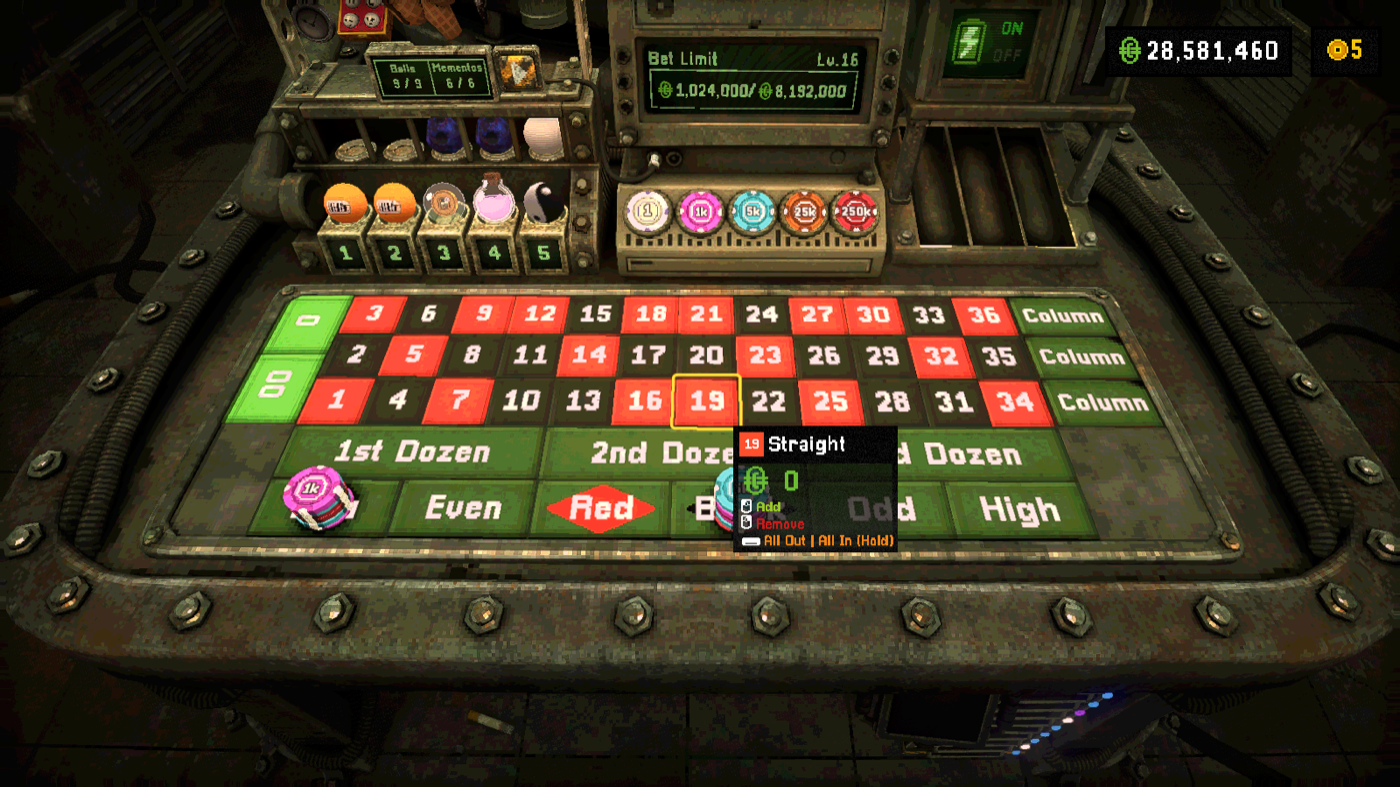 ON
OFF
28,581,460
5
Balls
9/9
Mementos
6/6
Bet Limit Lv.16
1,024,000/ 8,192,000
1 1k 5k 25k 250k
1 2 3 4 5
0 3 6 9 12 15 18 21 24 27 30 33 36 Column
00 2 5 8 11 14 17 20 23 26 29 32 35 Column
1 4 7 10 13 16 19 22 25 28 31 34 Column
1st Dozen 2nd Doze d Dozen
19 Straight
0
Add
Remove
All Out | All In (Hold)
1k Even Red B Odd High